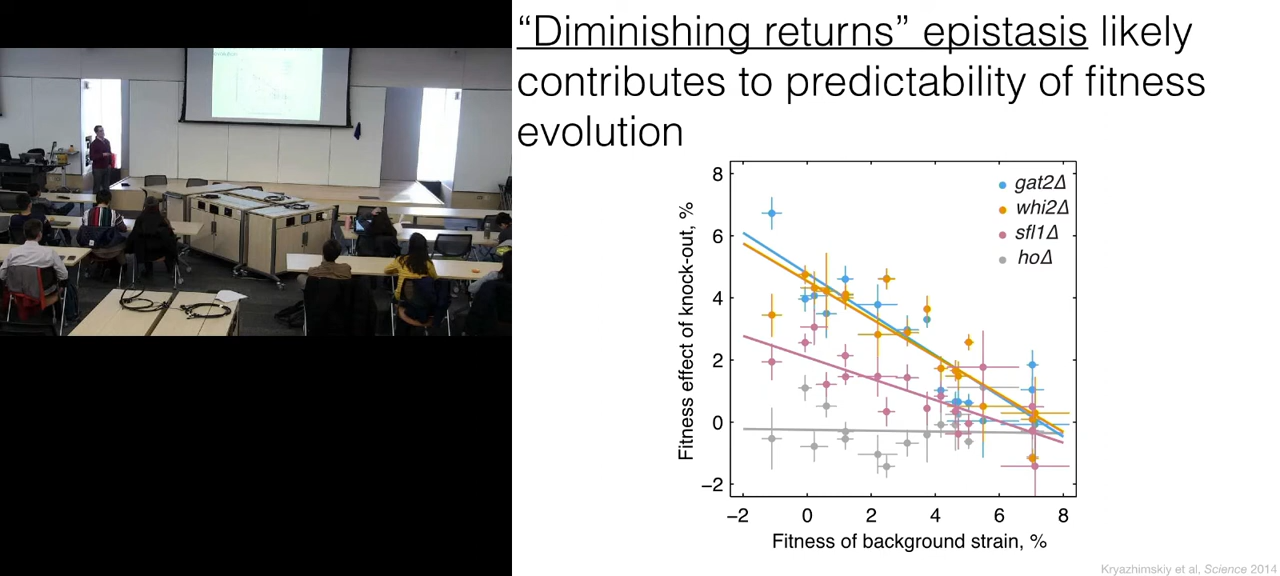 “Diminishing returns” epistasis likely
contributes to predictability of fitness
evolution
gat2Δ
whi2Δ
sfl1Δ
hoΔ
Fitness effect of knock-out, %
8
6
4
2
0
−2
−2 0 2 4 6 8
Fitness of background strain, %
Kryazhimskiy et al, Science 2014
evolution